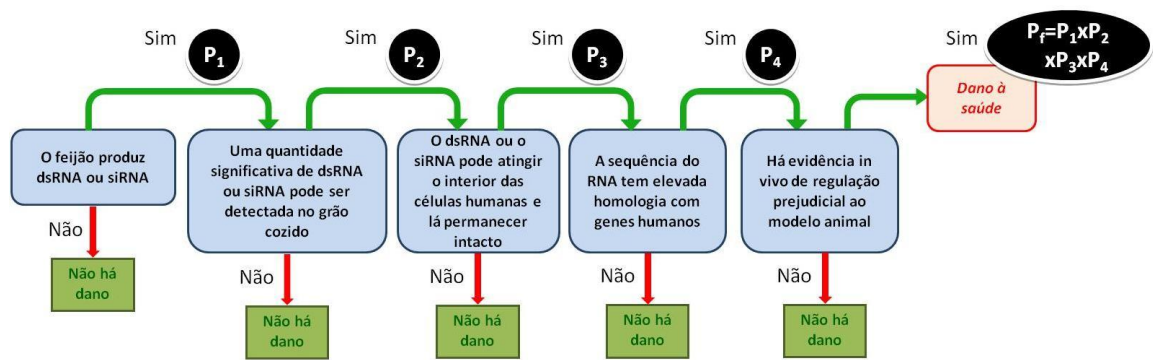 Sim
P1
Sim
P2
Sim
P3
Sim
P4
Sim
Pf=P1xP2
xP3xP4
Dano à
saúde
O feijão produz
dsRNA ou siRNA
Uma quantidade
significativa de dsRNA
ou siRNA pode ser
detectada no grão
cozido
O dsRNA ou o
siRNA pode atingir
o interior das
células humanas e
lá permanecer
intacto
A sequência do
RNA tem elevada
homologia com
genes humanos
Há evidência in
vivo de regulação
prejudicial ao
modelo animal
Não
Não há
dano
Não
Não há
dano
Não
Não há
dano
Não
Não há
dano
Não
Não há
dano